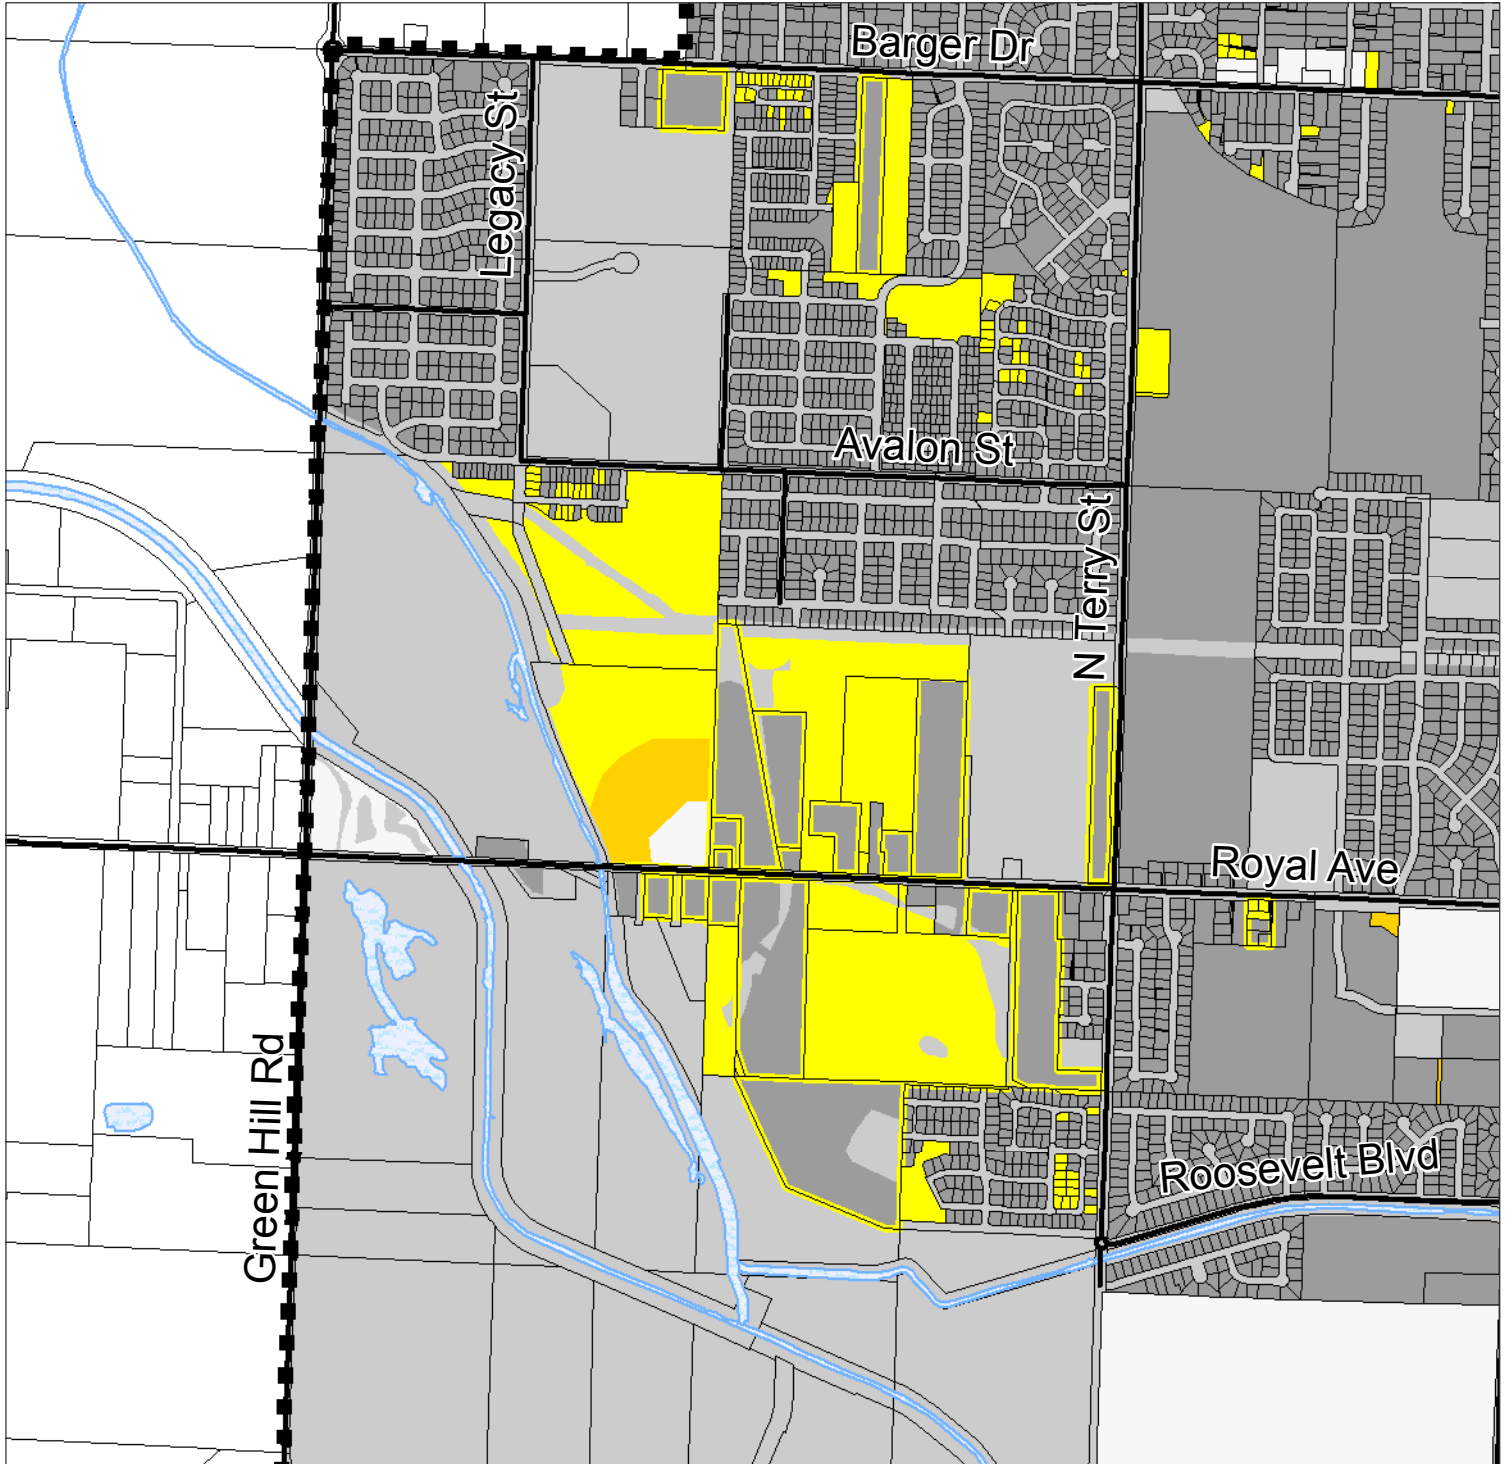 Barger Dr
Legacy St
Avalon St
N Terry St
Royal Ave
Green Hill Rd
Roosevelt Blvd